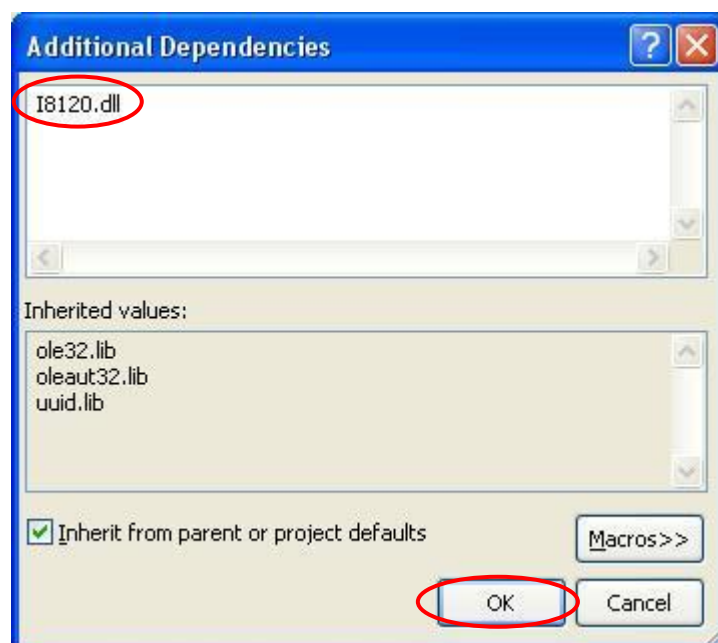 Additional Dependencies
I8120.dll
Inherited values:
ole32.lib
oleaut32.lib
uuid.lib
Inherit from parent or project defaults
Macros>>
OK
Cancel